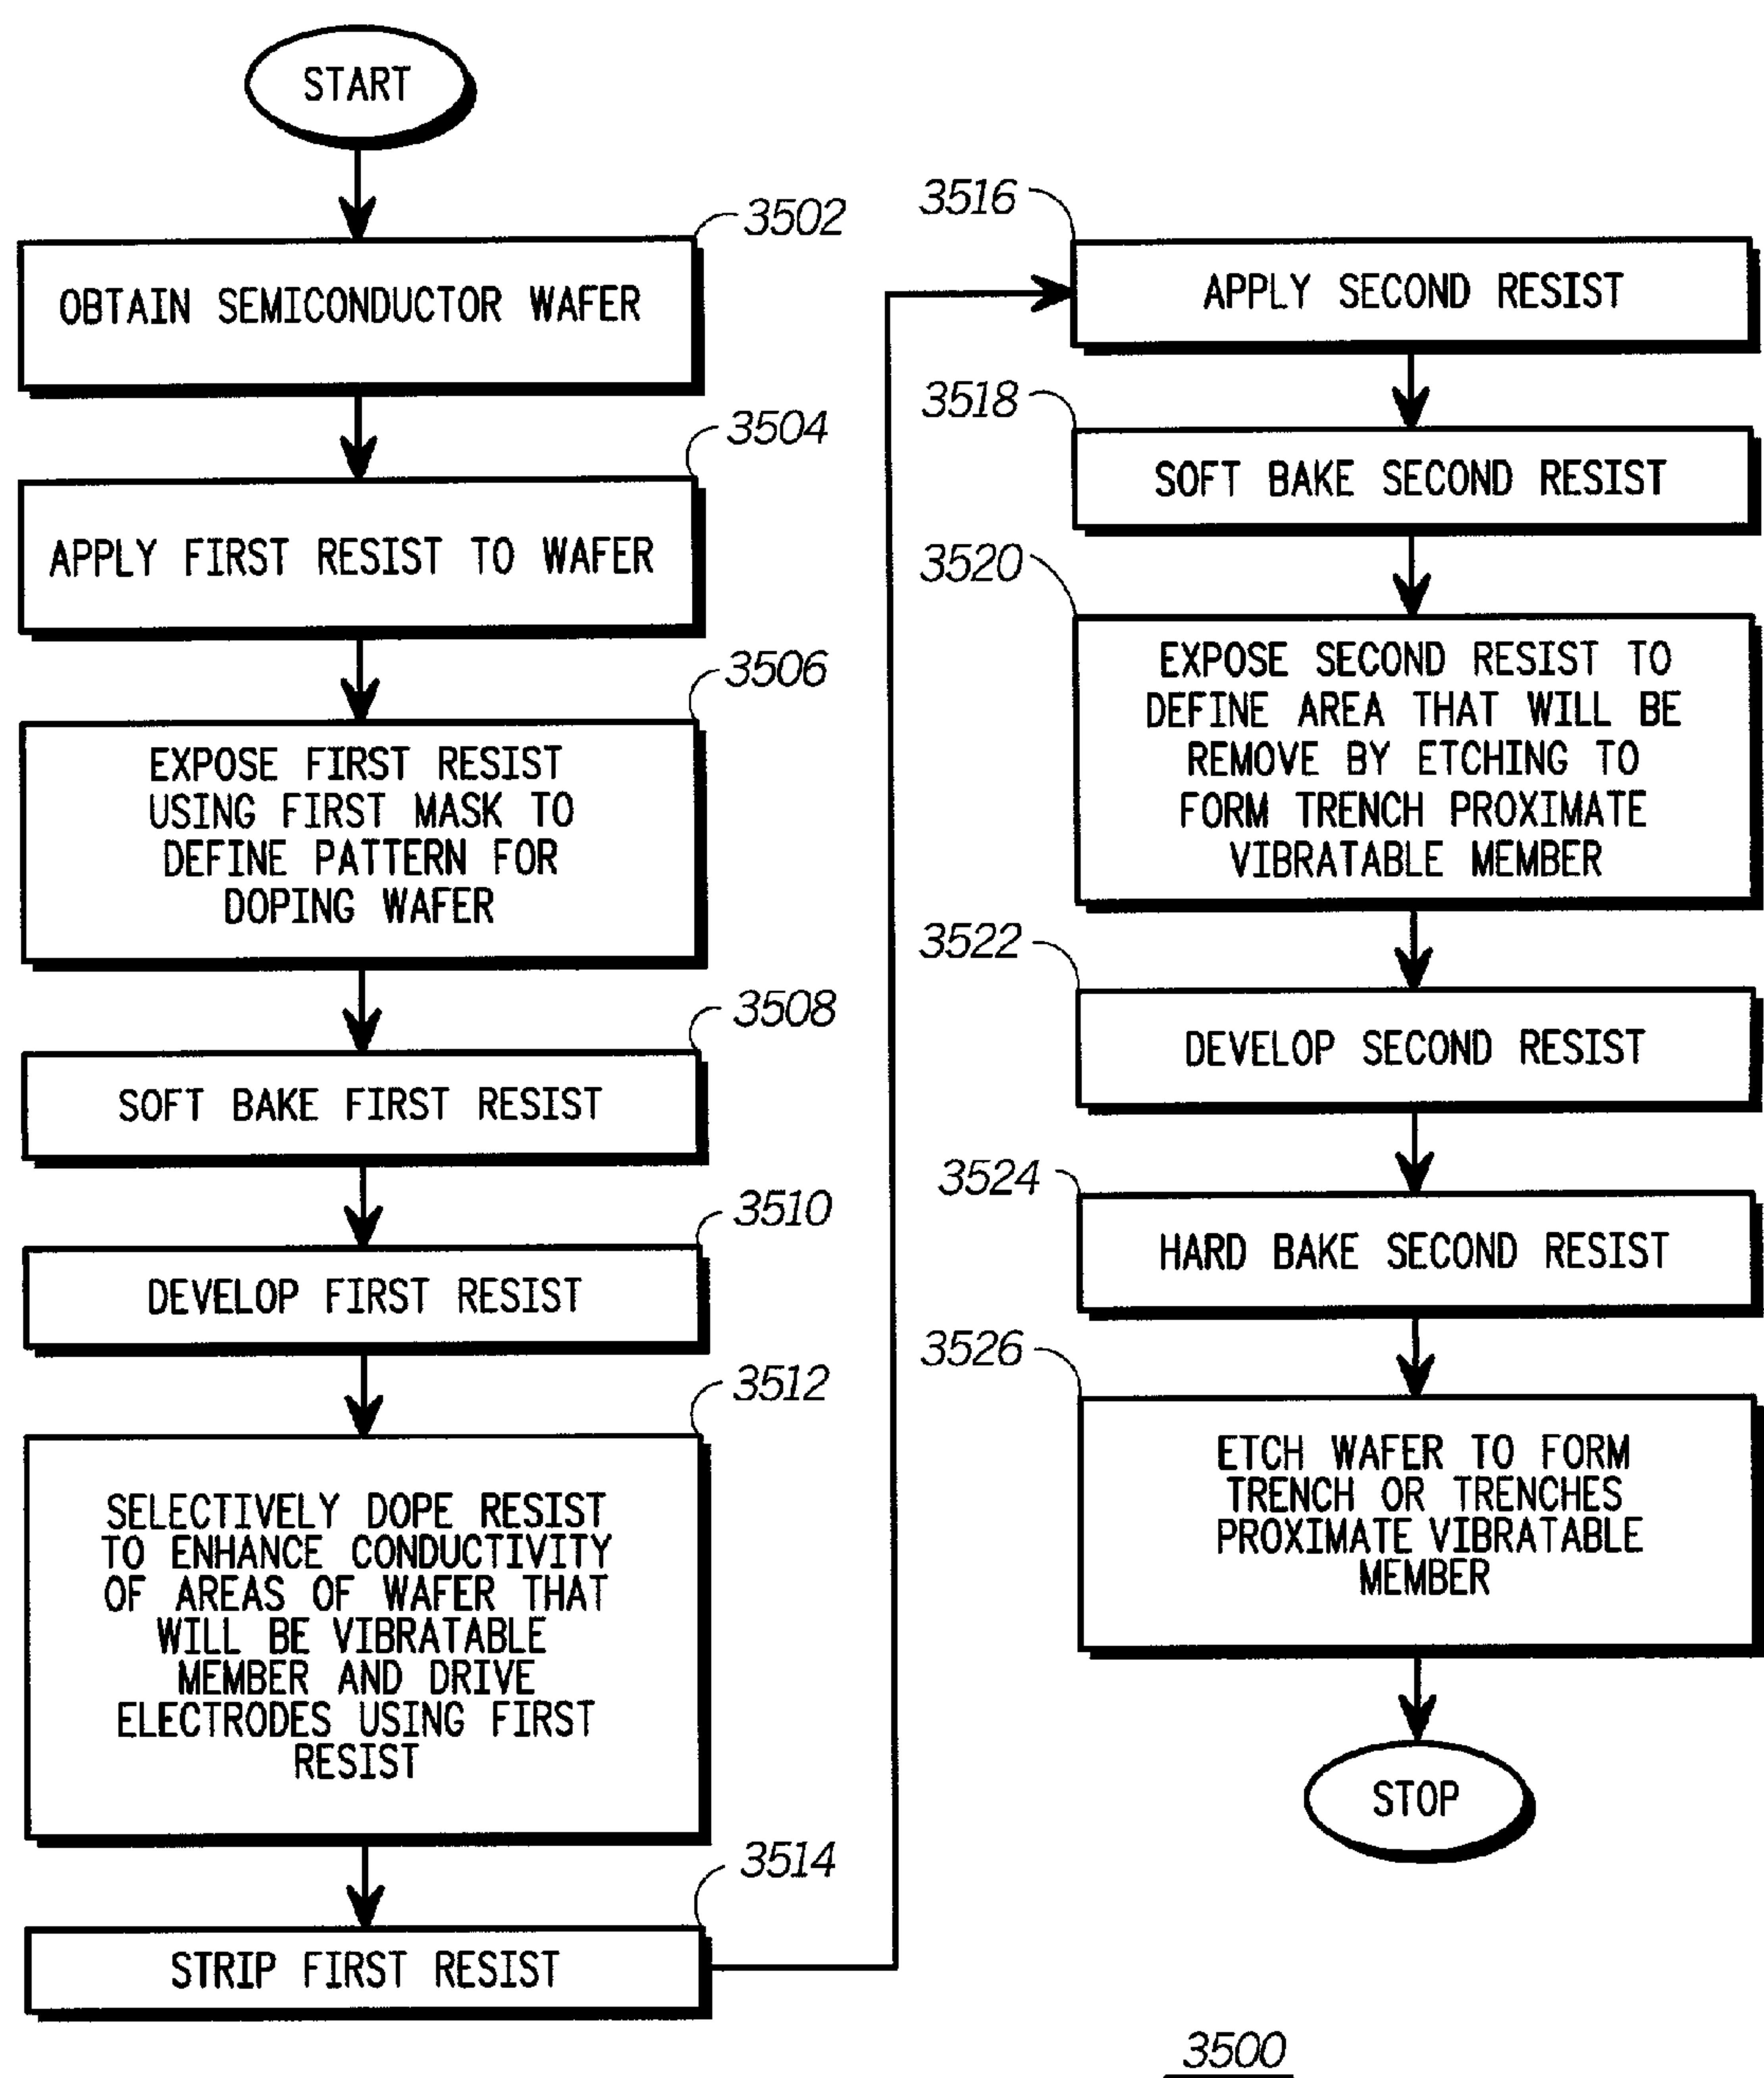 START
3502
OBTAIN SEMICONDUCTOR WAFER
3504
APPLY FIRST RESIST TO WAFER
3506
EXPOSE FIRST RESIST
USING FIRST MASK TO
DEFINE PATTERN FOR
DOPING WAFER
3508
SOFT BAKE FIRST RESIST
3510
DEVELOP FIRST RESIST
3512
SELECTIVELY DOPE RESIST
TO ENHANCE CONDUCTIVITY
OF AREAS OF WAFER THAT
WILL BE VIBRATABLE
MEMBER AND DRIVE
ELECTRODES USING FIRST
RESIST
3514
STRIP FIRST RESIST
3516
APPLY SECOND RESIST
3518
SOFT BAKE SECOND RESIST
3520
EXPOSE SECOND RESIST TO
DEFINE AREA THAT WILL BE
REMOVE BY ETCHING TO
FORM TRENCH PROXIMATE
VIBRATABLE MEMBER
3522
DEVELOP SECOND RESIST
3524
HARD BAKE SECOND RESIST
3526
ETCH WAFER TO FORM
TRENCH OR TRENCHES
PROXIMATE VIBRATABLE
MEMBER
STOP
3500